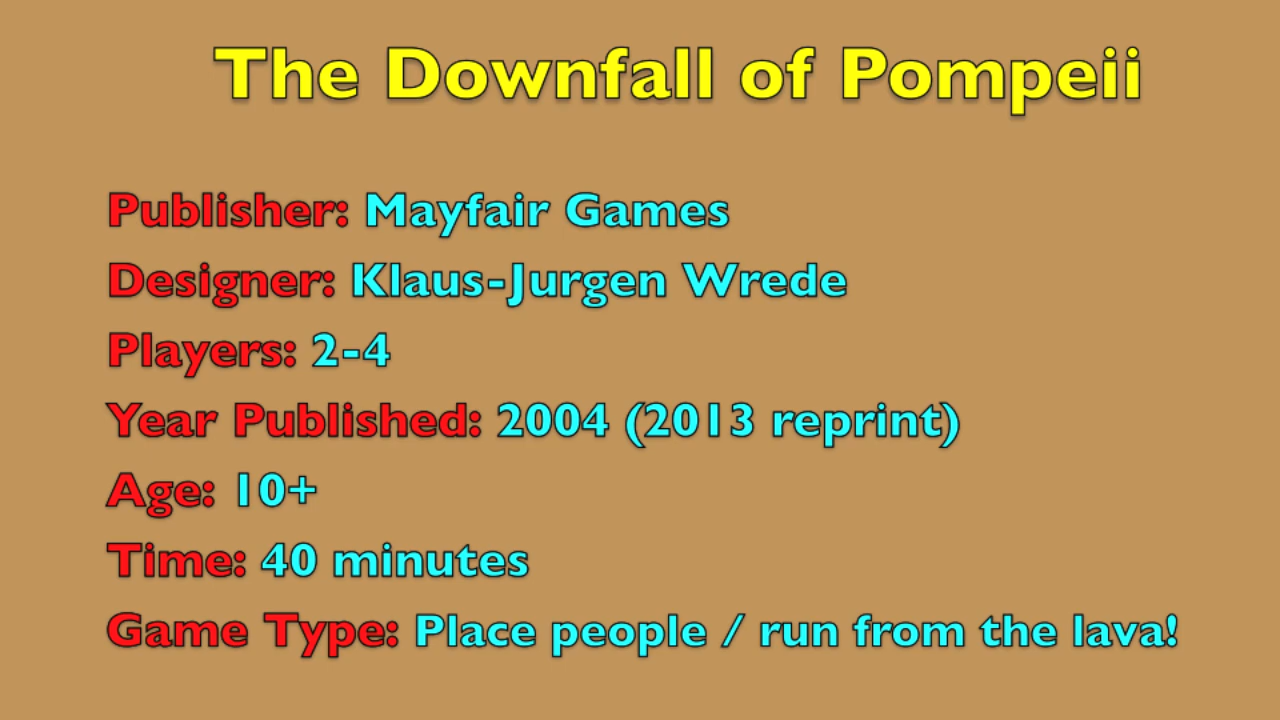 The Downfall of Pompeii
Publisher: Mayfair Games
Designer: Klaus-Jurgen Wrede
Players: 2-4
Year Published: 2004 (2013 reprint)
Age: 10+
Time: 40 minutes
Game Type: Place people / run from the lava!